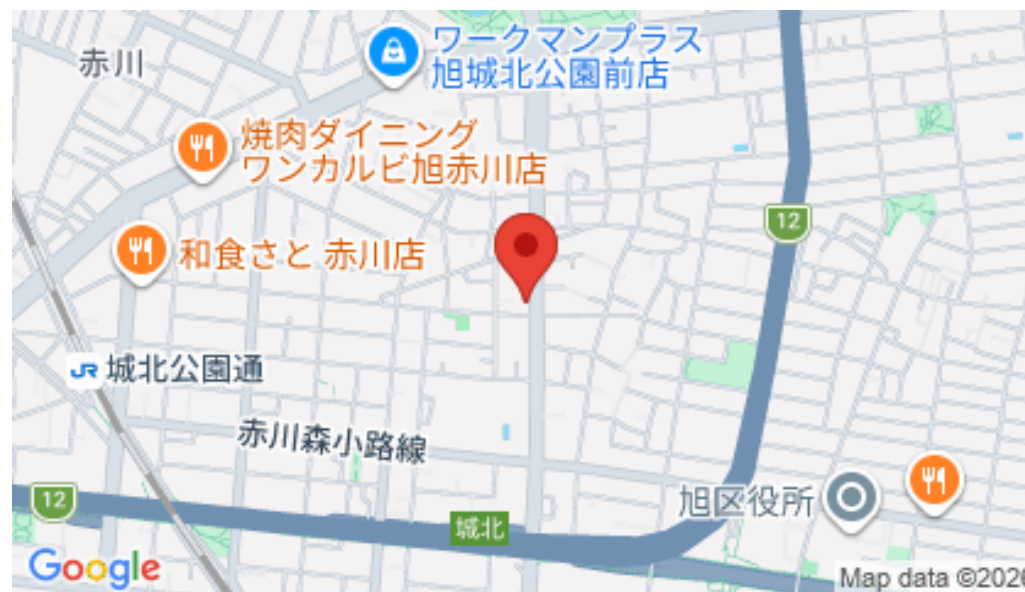 赤川
ワークマンプラス
旭城北公園前店
焼肉ダイニング
ワンカルビ旭赤川店
和食さと 赤川店
12
JR 城北公園通
赤川森小路線
12
城北
旭区役所
Google
Map data ©2026